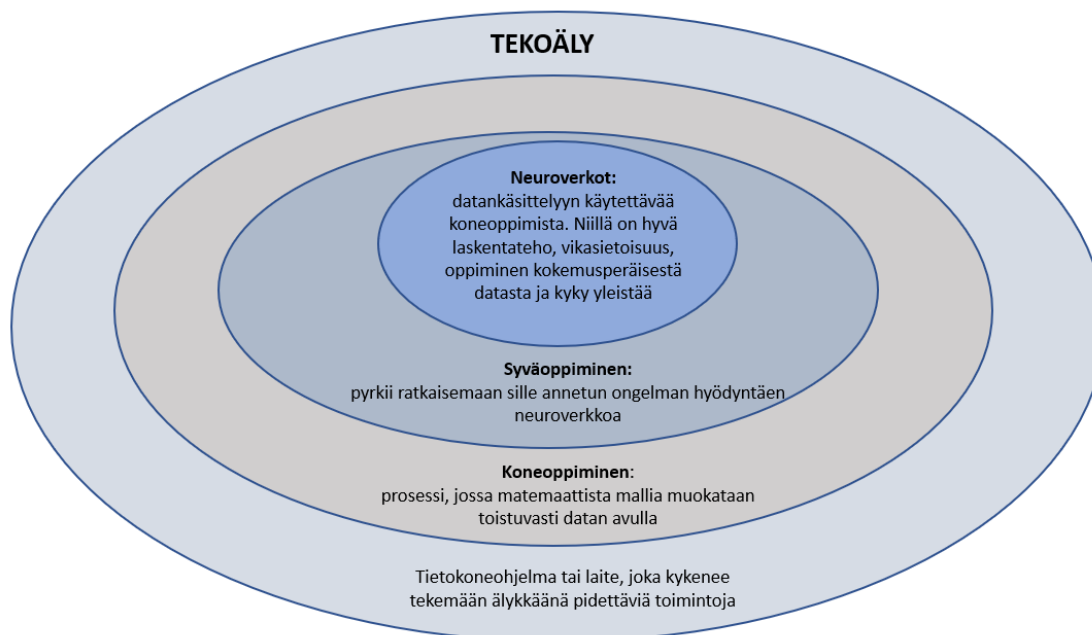 TEKOÄLY
Neuroverkot:
datankäsittelyyn käytettävää
koneoppimista. Niillä on hyvä
laskentateho, vikasietoisuus,
oppiminen kokemusperäisestä
datasta ja kyky yleistää
Syväoppiminen:
pyrkii ratkaisemaan sille annetun ongelman hyödyntäen
neuroverkkoa
Koneoppiminen:
prosessi, jossa matemaattista mallia muokataan
toistuvasti datan avulla
Tietokoneohjelma tai laite, joka kykenee
tekemään älykkäänä pidettäviä toimintoja